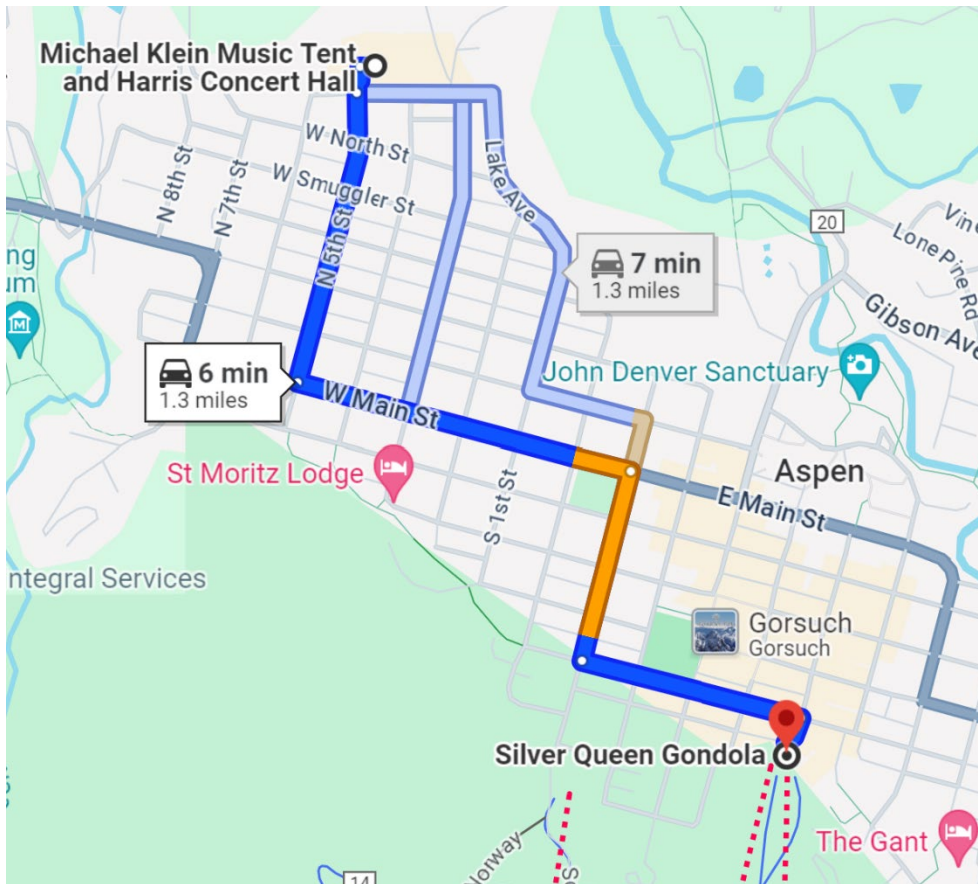 Michael Klein Music Tent
and Harris Concert Hall
W North St
W Smuggler St
N 8th St
N 7th St
N 5th St
Lake Ave
20
Lone Pine Rd
Gibson Av
7 min
1.3 miles
um
6 min
1.3 miles
John Denver Sanctuary
W Main St
St Moritz Lodge
S 1st St
Aspen
E Main St
ntegral Services
Gorsuch
Gorsuch
Silver Queen Gondola
The Gant
Norway
14